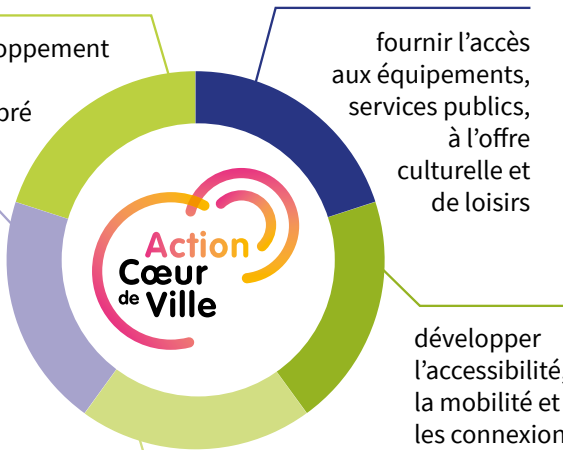 oppement
bré
fournir l’accès
aux équipements,
services publics,
à l’offre
culturelle et
de loisirs
Action
Cœur
de Ville
développer
l’accessibilité,
la mobilité et
les connexion